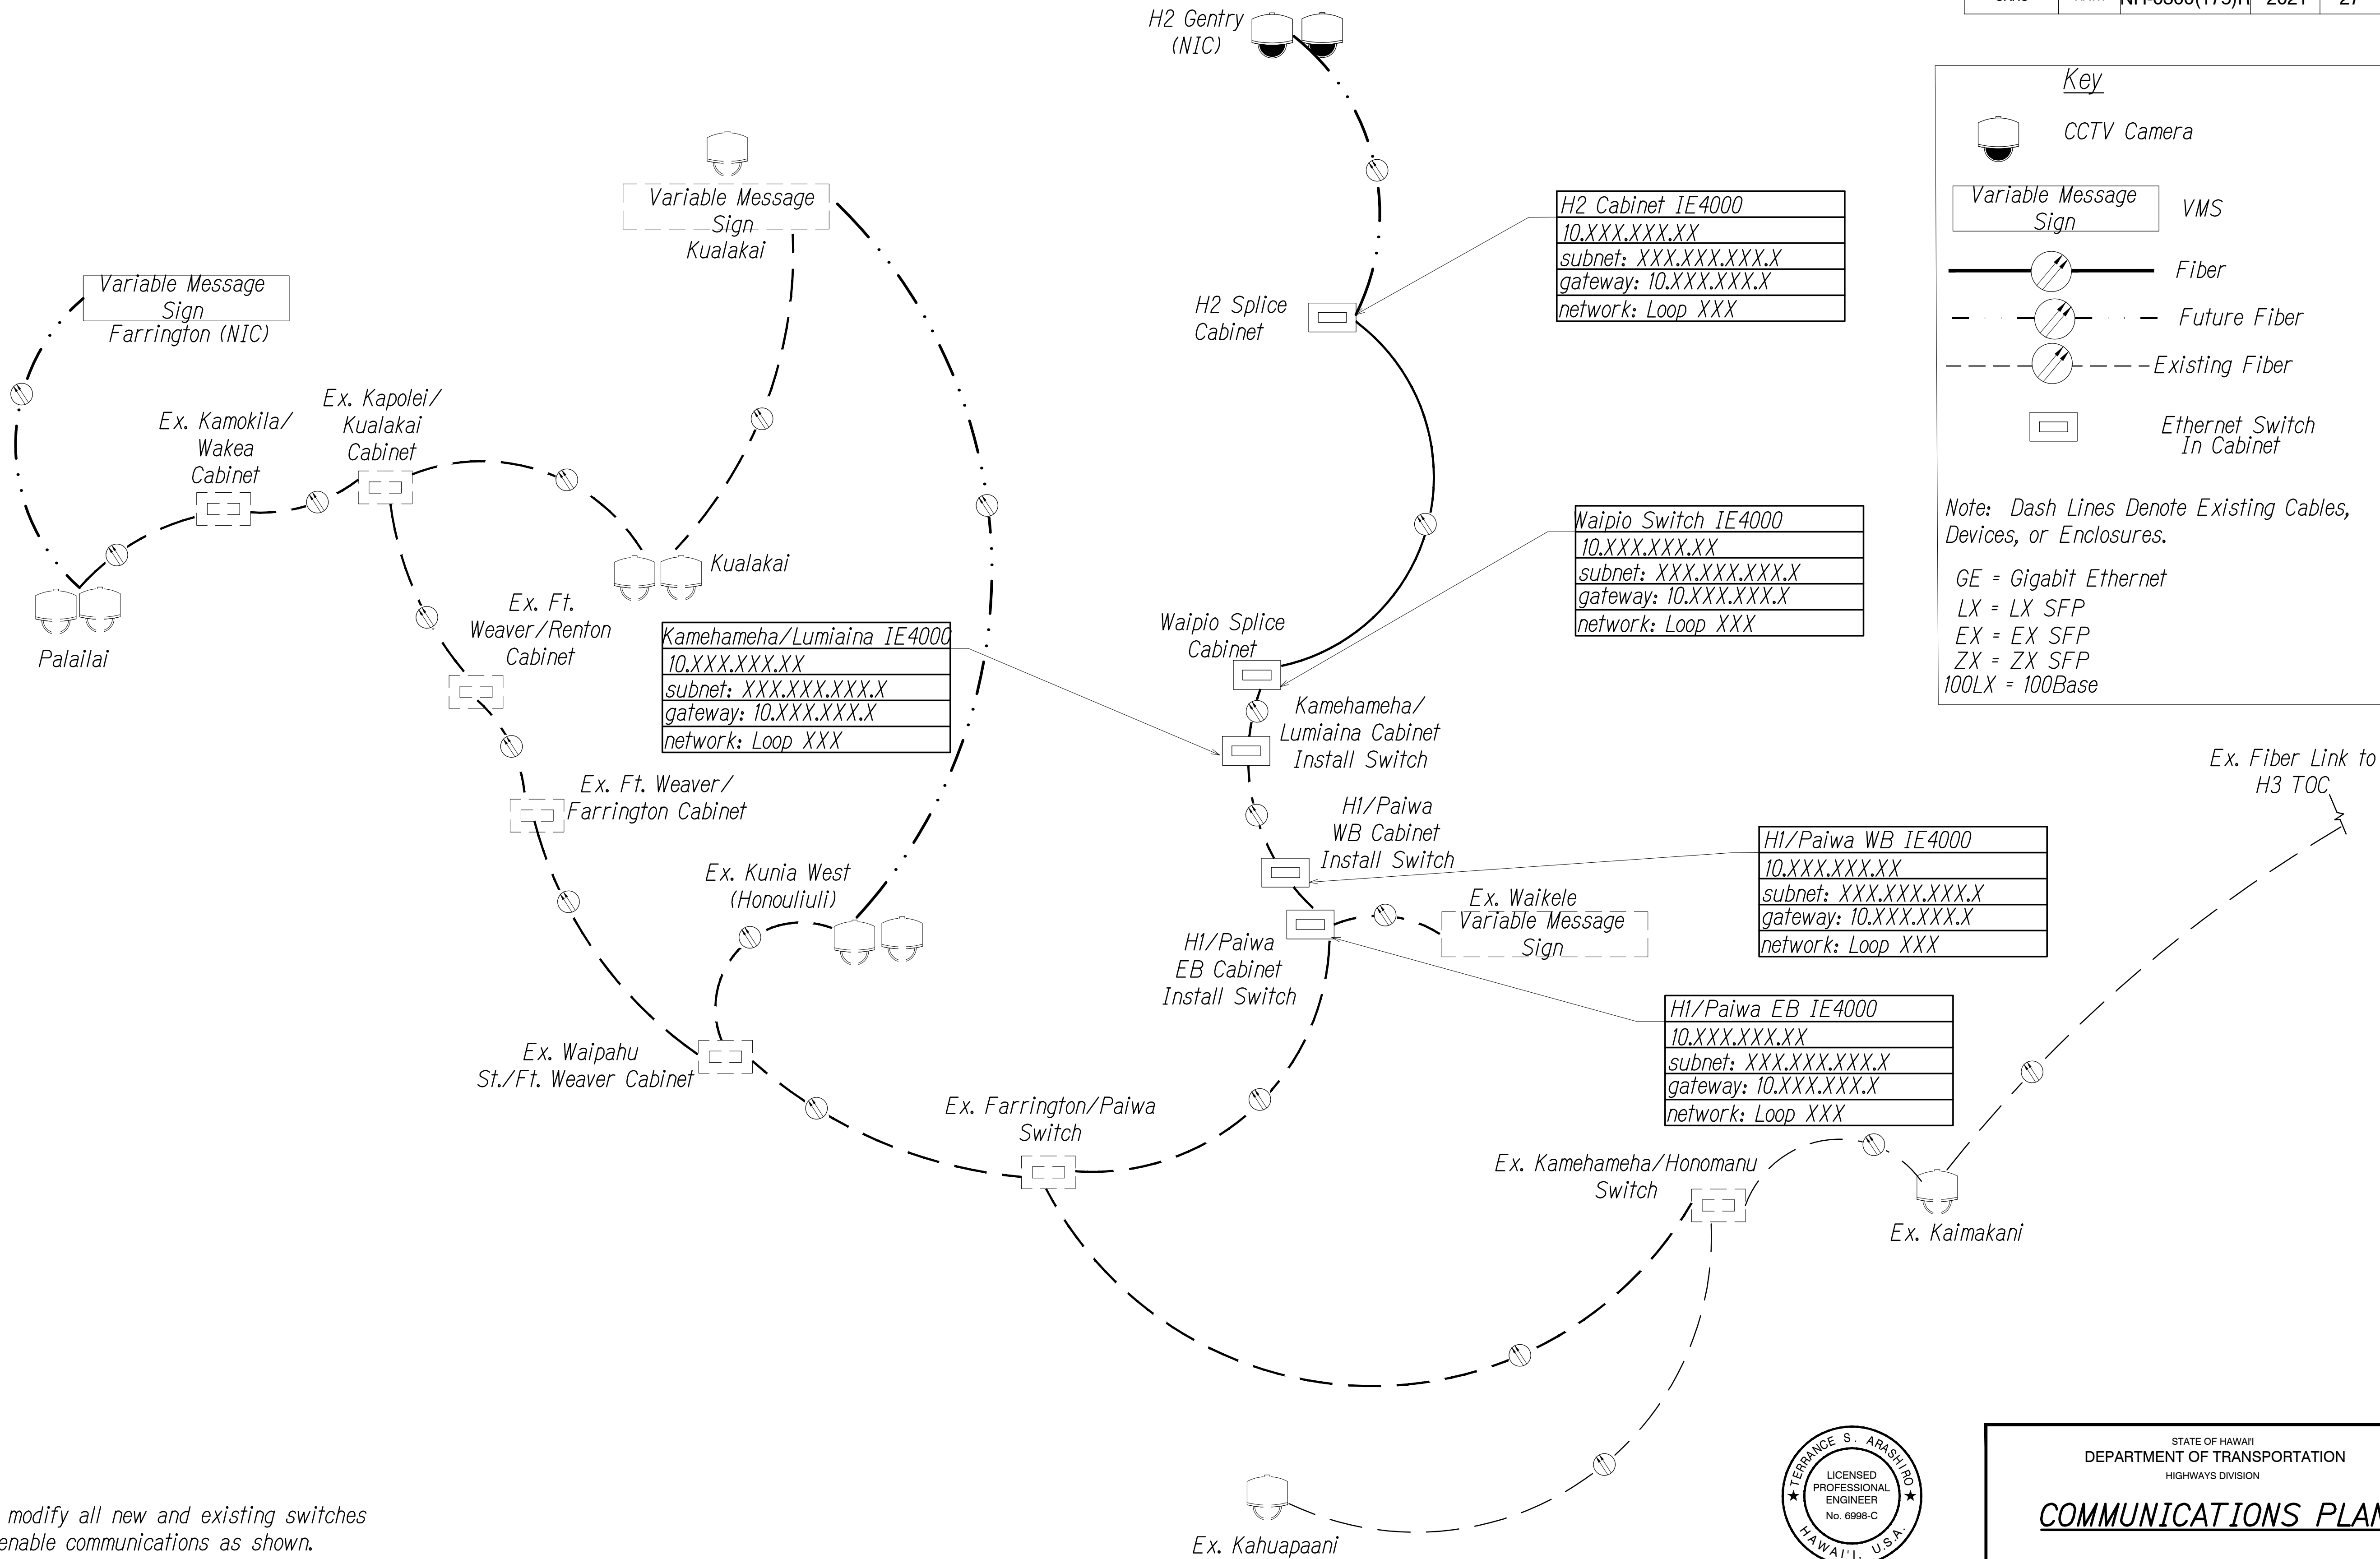 NH-0300(173)R 2021 27
H2 Gentry
(NIC)
Key
CCTV Camera
Variable Message
Sign
VMS
Fiber
Future Fiber
Existing Fiber
Ethernet Switch
In Cabinet
Note: Dash Lines Denote Existing Cables,
Devices, or Enclosures.
GE = Gigabit Ethernet
LX = LX SFP
EX = EX SFP
ZX = ZX SFP
100LX = 100Base
Variable Message
Sign
Kualakai
Variable Message
Sign
Farrington (NIC)
H2 Cabinet IE4000
10.XXX.XXX.XX
subnet: XXX.XXX.XXX.X
gateway: 10.XXX.XXX.X
network: Loop XXX
H2 Splice
Cabinet
Ex. Kamokila/
Wakea
Cabinet
Ex. Kapolei/
Kualakai
Cabinet
Kualakai
Palailai
Waipio Switch IE4000
10.XXX.XXX.XX
subnet: XXX.XXX.XXX.X
gateway: 10.XXX.XXX.X
network: Loop XXX
Ex. Ft.
Weaver/Renton
Cabinet
Kamehameha/Lumiaina IE4000
10.XXX.XXX.XX
subnet: XXX.XXX.XXX.X
gateway: 10.XXX.XXX.X
network: Loop XXX
Waipio Splice
Cabinet
Kamehameha/
Lumiaina Cabinet
Install Switch
Ex. Ft. Weaver/
Farrington Cabinet
H1/Paiwa
WB Cabinet
Install Switch
Ex. Fiber Link to
H3 TOC
H1/Paiwa WB IE4000
10.XXX.XXX.XX
subnet: XXX.XXX.XXX.X
gateway: 10.XXX.XXX.X
network: Loop XXX
Ex. Kunia West
(Honouliuli)
Ex. Waikele
Variable Message
Sign
H1/Paiwa
EB Cabinet
Install Switch
H1/Paiwa EB IE4000
10.XXX.XXX.XX
subnet: XXX.XXX.XXX.X
gateway: 10.XXX.XXX.X
network: Loop XXX
Ex. Waipahu
St./Ft. Weaver Cabinet
Ex. Farrington/Paiwa
Switch
Ex. Kamehameha/Honomanu
Switch
Ex. Kaimakani
Ex. Kahuapaani
modify all new and existing switches
enable communications as shown.
TERRANCE S. ARASHIRO
LICENSED
PROFESSIONAL
ENGINEER
No. 6998-C
HAWAI'I, U.S.A.
STATE OF HAWAI'I
DEPARTMENT OF TRANSPORTATION
HIGHWAYS DIVISION
COMMUNICATIONS PLAN